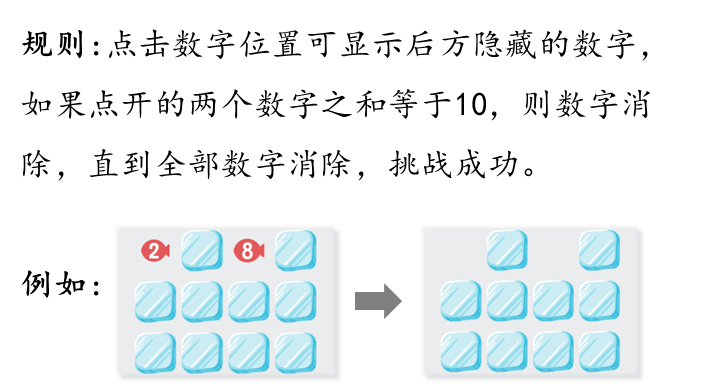 规则：点击数字位置可显示后方隐藏的数字，
如果点开的两个数字之和等于10，则数字消
除，直到全部数字消除，挑战成功。
2 8
例如：